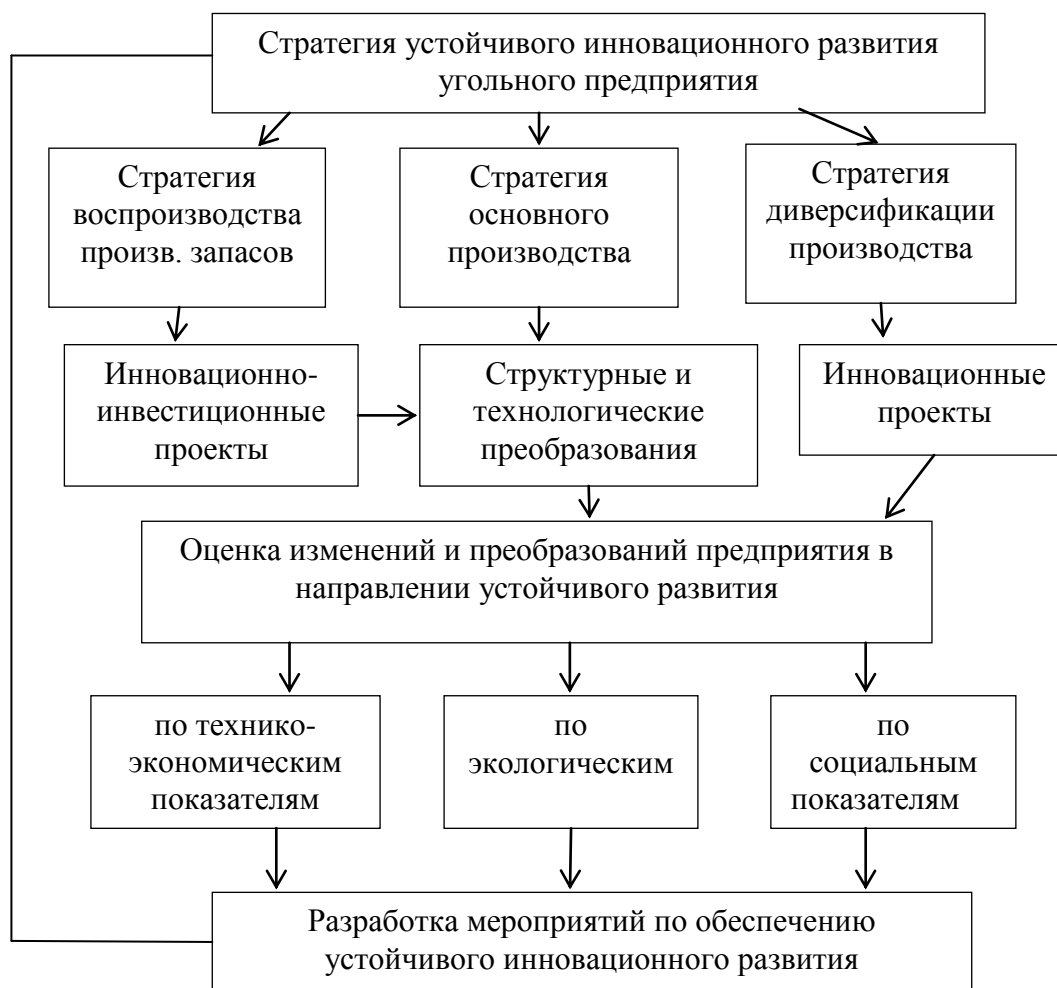 Стратегия устойчивого инновационного развития
угольного предприятия
Стратегия
воспроизводства
произв. запасов
Стратегия
основного
производства
Стратегия
диверсификации
производства
Инновационно-
инвестиционные
проекты
Структурные и
технологические
преобразования
Инновационные
проекты
Оценка изменений и преобразований предприятия в
направлении устойчивого развития
по технико-
экономическим
показателям
по
экологическим
по
социальным
показателям
Разработка мероприятий по обеспечению
устойчивого инновационного развития